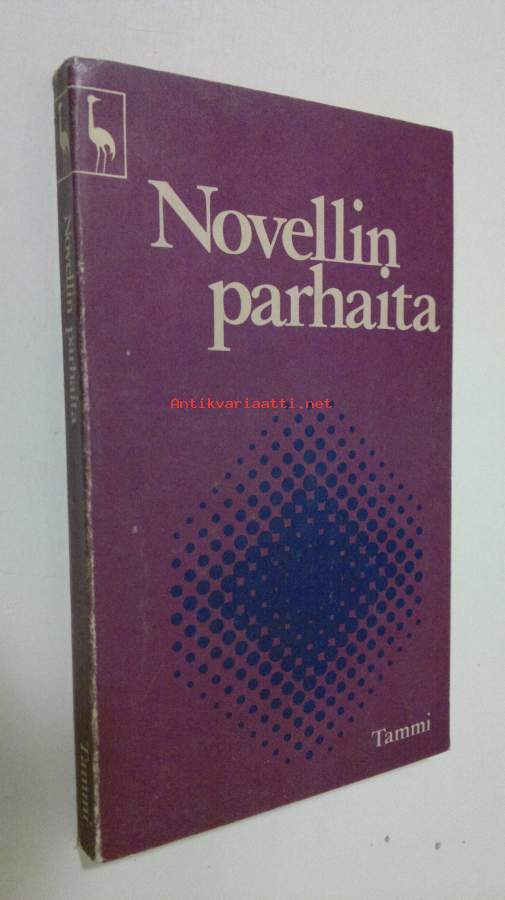 Novellin
parhaita
Antikvariaatti.net
Tammi
Novellin parhaita
Tammi